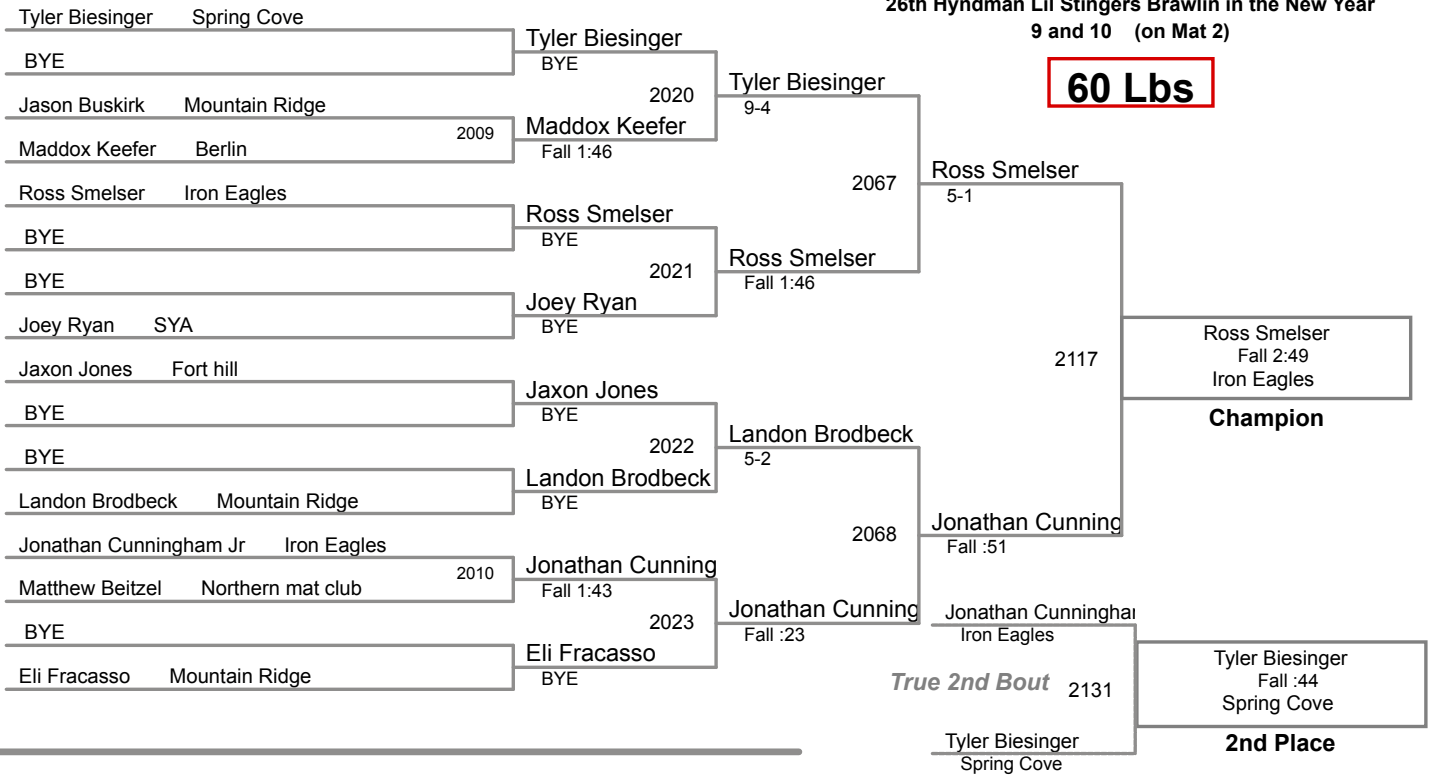 26th Hyndman Lil Stingers Brawlin in the New Year
9 and 10 (on Mat 2)
60 Lbs
Tyler Biesinger Spring Cove
BYE
Jason Buskirk Mountain Ridge
Maddox Keefer Berlin
Ross Smelser Iron Eagles
BYE
BYE
Joey Ryan SYA
Jaxon Jones Fort hill
BYE
BYE
Landon Brodbeck Mountain Ridge
Jonathan Cunningham Jr Iron Eagles
Matthew Beitzel Northern mat club
BYE
Eli Fracasso Mountain Ridge
2009
2010
Tyler Biesinger
BYE
Maddox Keefer
Fall 1:46
Ross Smelser
BYE
Joey Ryan
BYE
Jaxon Jones
BYE
Landon Brodbeck
BYE
Jonathan Cunning
Fall 1:43
Eli Fracasso
BYE
2020
2021
2022
2023
Tyler Biesinger
9-4
Ross Smelser
Fall 1:46
Landon Brodbeck
5-2
Jonathan Cunning
Fall :23
2067
2068
Ross Smelser
5-1
Jonathan Cunning
Fall :51
2117
Ross Smelser
Fall 2:49
Iron Eagles
Champion
Jonathan Cunninghar
Iron Eagles
True 2nd Bout 2131
Tyler Biesinger
Spring Cove
Tyler Biesinger
Fall :44
Spring Cove
2nd Place